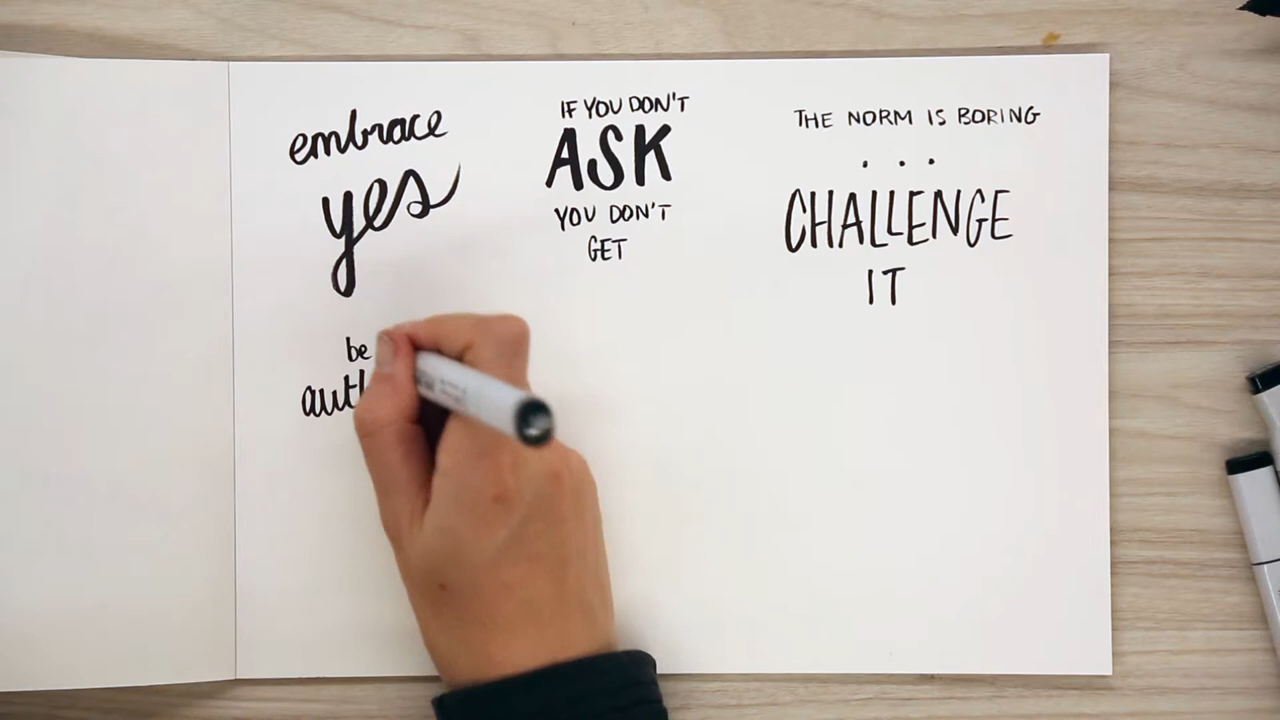 embrace
yes
IF YOU DON'T
ASK
YOU DON'T
GET
THE NORM IS BORING
...
CHALLENGE
IT
be